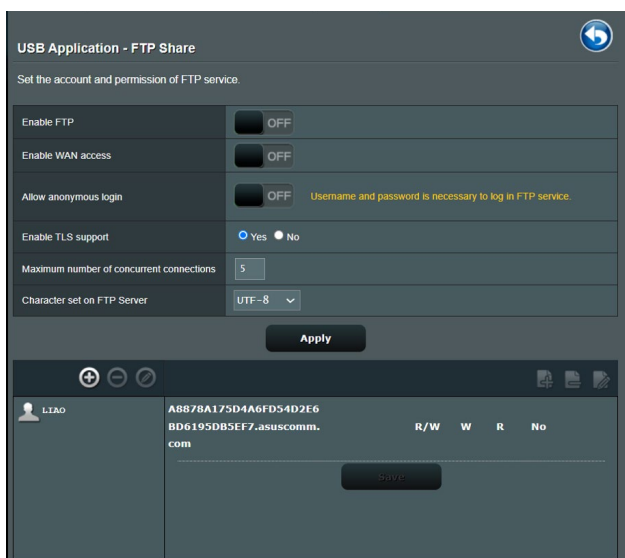 USB Application - FTP Share
Set the account and permission of FTP service.
Enable FTP
OFF
Enable WAN access
OFF
Allow anonymous login
OFF
Username and password is necessary to log in FTP service.
Enable TLS support
Yes No
Maximum number of concurrent connections
5
Character set on FTP Server
UTF-8
Apply
LIAO
A8878A175D4A6FD54D2E6
BD6195DB5EF7.asuscomm.
com
R/W W R No
Save